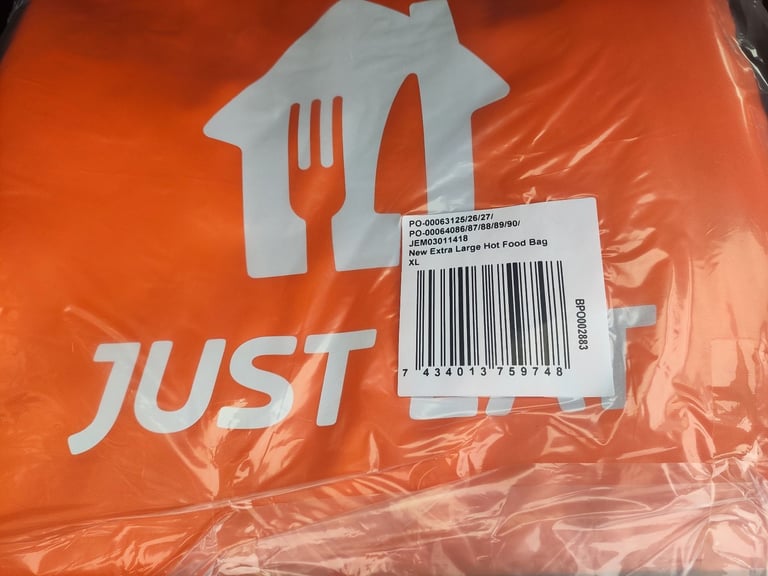 PO-00063125/26/27/
PO-00064086/87/88/89/90/
JEM03011418
New Extra Large Hot Food Bag
XL
BPO002883
7 434013 759748
JUST EAT